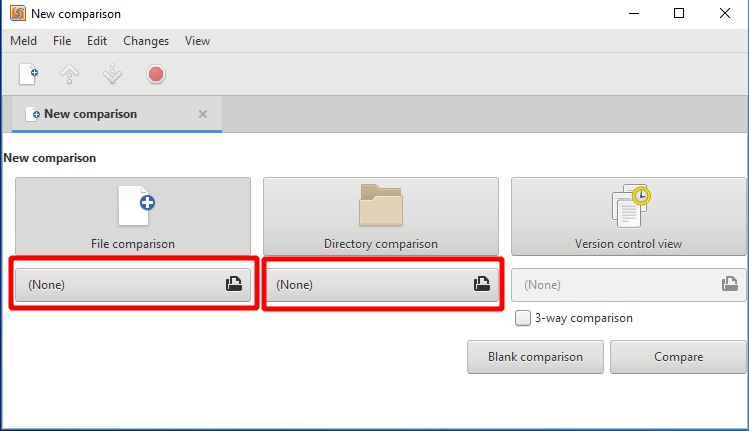 New comparison
Meld File Edit Changes View
New comparison
New comparison
File comparison Directory comparison Version control view
(None) (None) (None)
3-way comparison
Blank comparison Compare